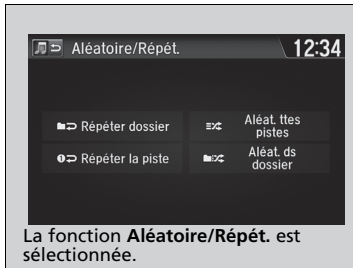 Aléatoire/Répét.
12:34
Répéter dossier
Aléat. ttes
pistes
Répéter la piste
Aléat. ds
dossier
La fonction Aléatoire/Répét. est
sélectionnée.